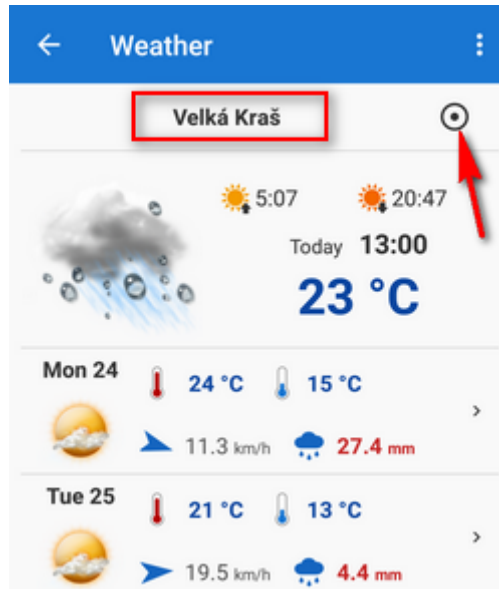 Weather
Velká Kraš
5:07 20:47
Today 13:00
23 °C
Mon 24 24 °C 15 °C
11.3 km/h 27.4 mm
Tue 25 21 °C 13 °C
19.5 km/h 4.4 mm